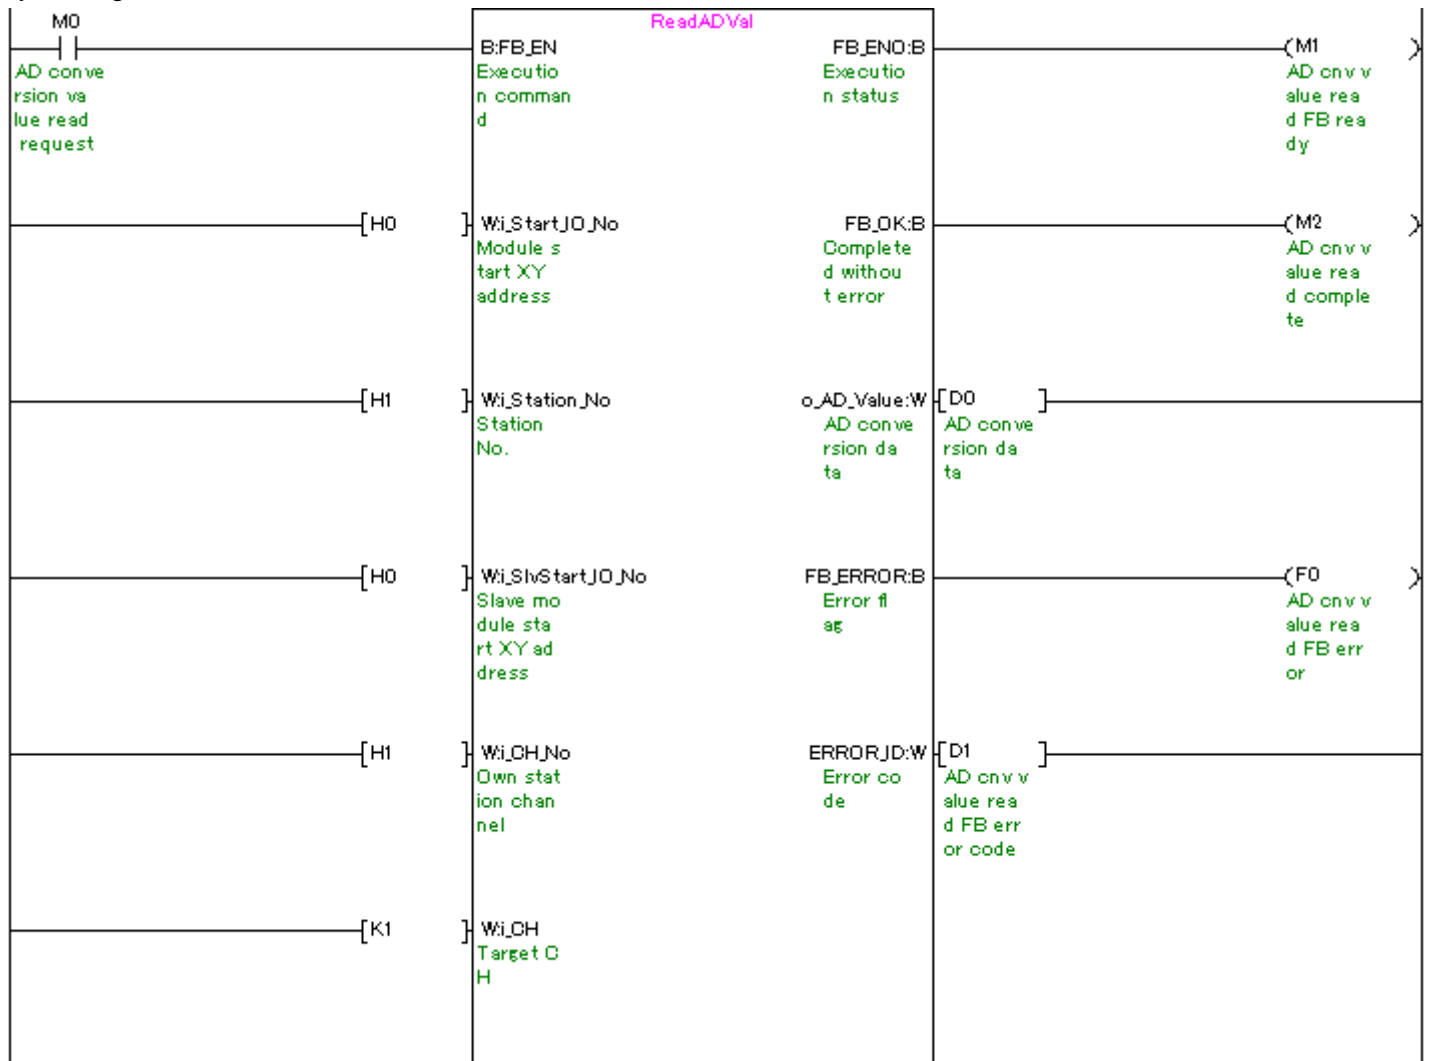 M0
ReadADVal
B:FB_EN
FB_ENO:B
(M1 )
AD conve
rsion va
lue read
request
Executio
n comman
d
Executio
n status
AD cnv v
alue rea
d FB rea
dy
[H0 ]
W:i_Start_IO_No
FB_OK:B
(M2 )
Module s
tart XY
address
Complete
d withou
t error
AD cnv v
alue rea
d comple
te
[H1 ]
W:i_Station_No
o_AD_Value:W
[D0 ]
Station
No.
AD conve
rsion da
ta
AD conve
rsion da
ta
[H0 ]
W:i_SlvStart_IO_No
FB_ERROR:B
(F0 )
Slave mo
dule sta
rt XY ad
dress
Error fl
ag
AD cnv v
alue rea
d FB err
or
[H1 ]
W:i_CH_No
ERROR_ID:W
[D1 ]
Own stat
ion chan
nel
Error co
de
AD cnv v
alue rea
d FB err
or code
[K1 ]
W:i_CH
Target C
H